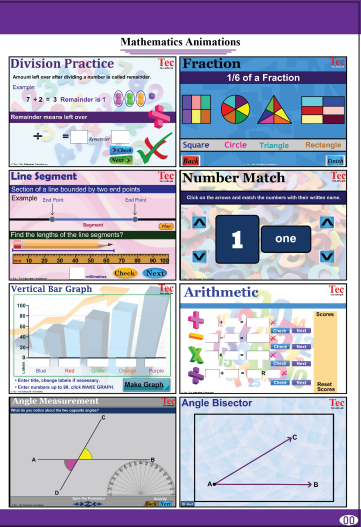 Mathematics Animations
Division Practice
Tec
Amount left over after dividing a number is called remainder.
Example:
7 ÷ 2 = 3 Remainder is 1
Remainder means left over
÷ = Remainder
Check
Next
Fraction
Tec
1/6 of a Fraction
Square Circle Triangle Rectangle
Back Finish
Line Segment
Tec
Section of a line bounded by two end points
Example End Point End Point
Segment
Play
Find the lengths of the line segments?
10 20 30 40 50 60 70 80 90 100
millimetres Check Next
Number Match
Tec
Click on the arrows and match the numbers with their written name.
1 one
Vertical Bar Graph
Tec
100
80
60
40
20
0
Labels
Blue Red Green Orange Purple
• Enter title, change labels if necessary.
• Enter numbers up to 98, click MAKE GRAPH.
Make Graph
Arithmetic
Tec
Scores
+ =
Check Next
- =
Check Next
x =
Check Next
÷ = R
Check Next
Reset
Scores
Angle Measurement
Tec
What do you notice about the two opposite angles?
C
A B
D
Spin the Protractor
Back Next
Angle Bisector
Tec
C
A B
00